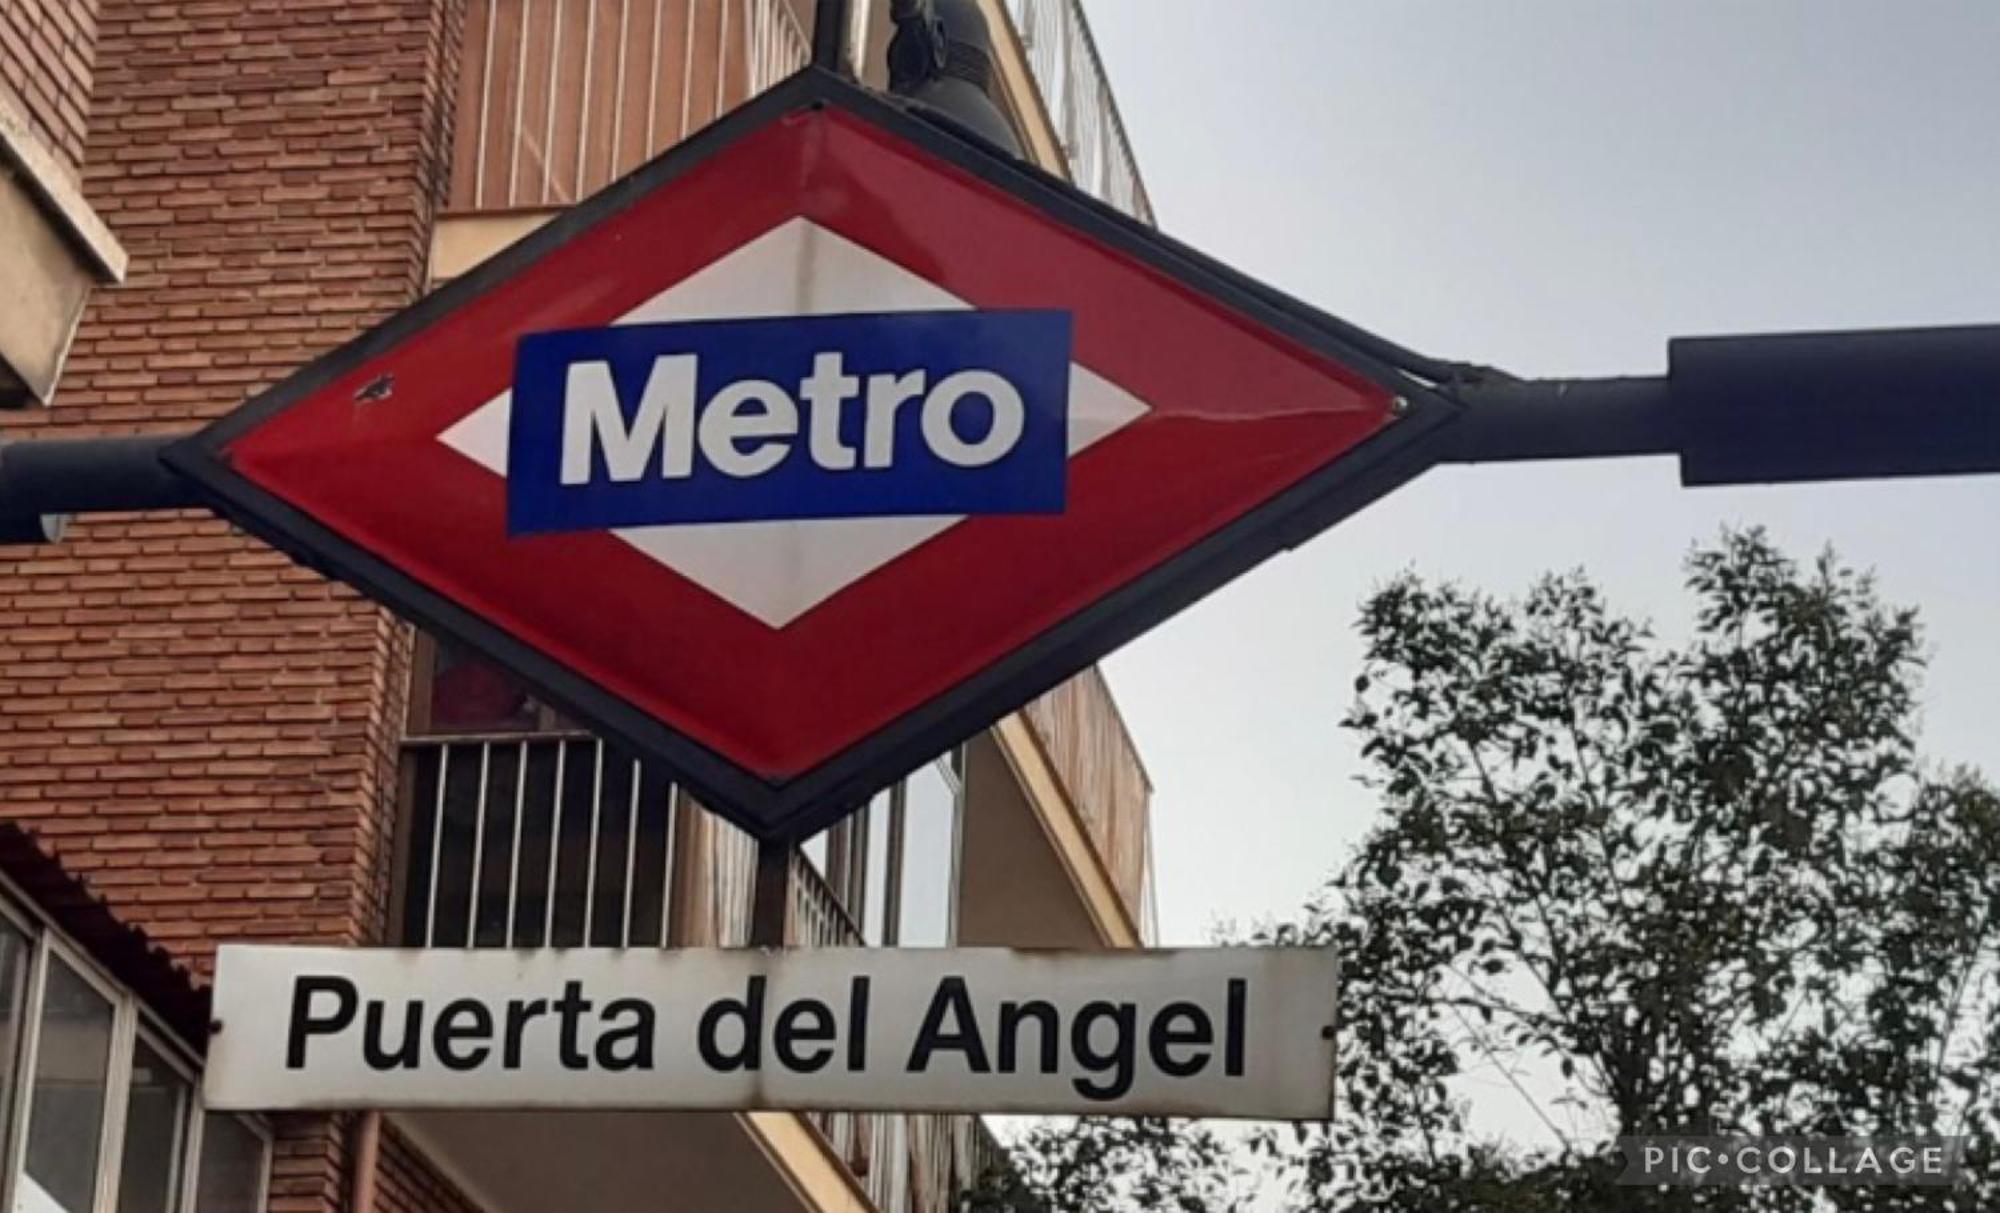 Metro
Puerta del Angel
PIC•COLLAGE